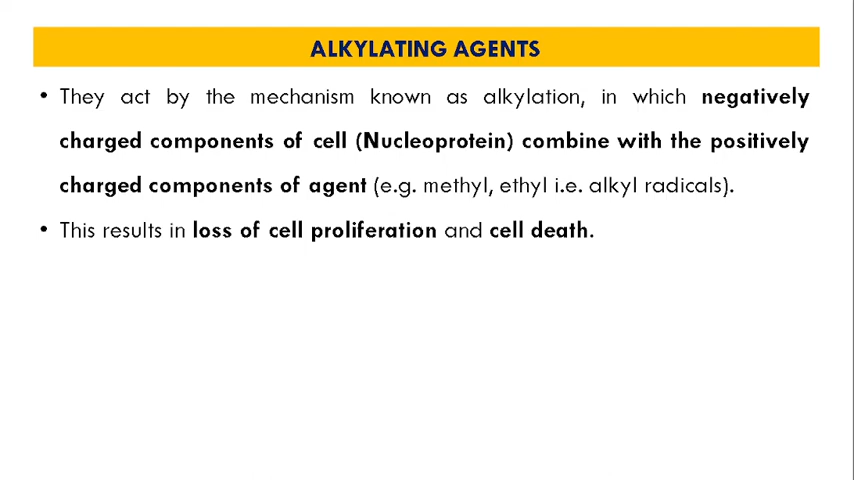 ALKYLATING AGENTS
• They act by the mechanism known as alkylation, in which negatively
charged components of cell (Nucleoprotein) combine with the positively
charged components of agent (e.g. methyl, ethyl i.e. alkyl radicals).
• This results in loss of cell proliferation and cell death.